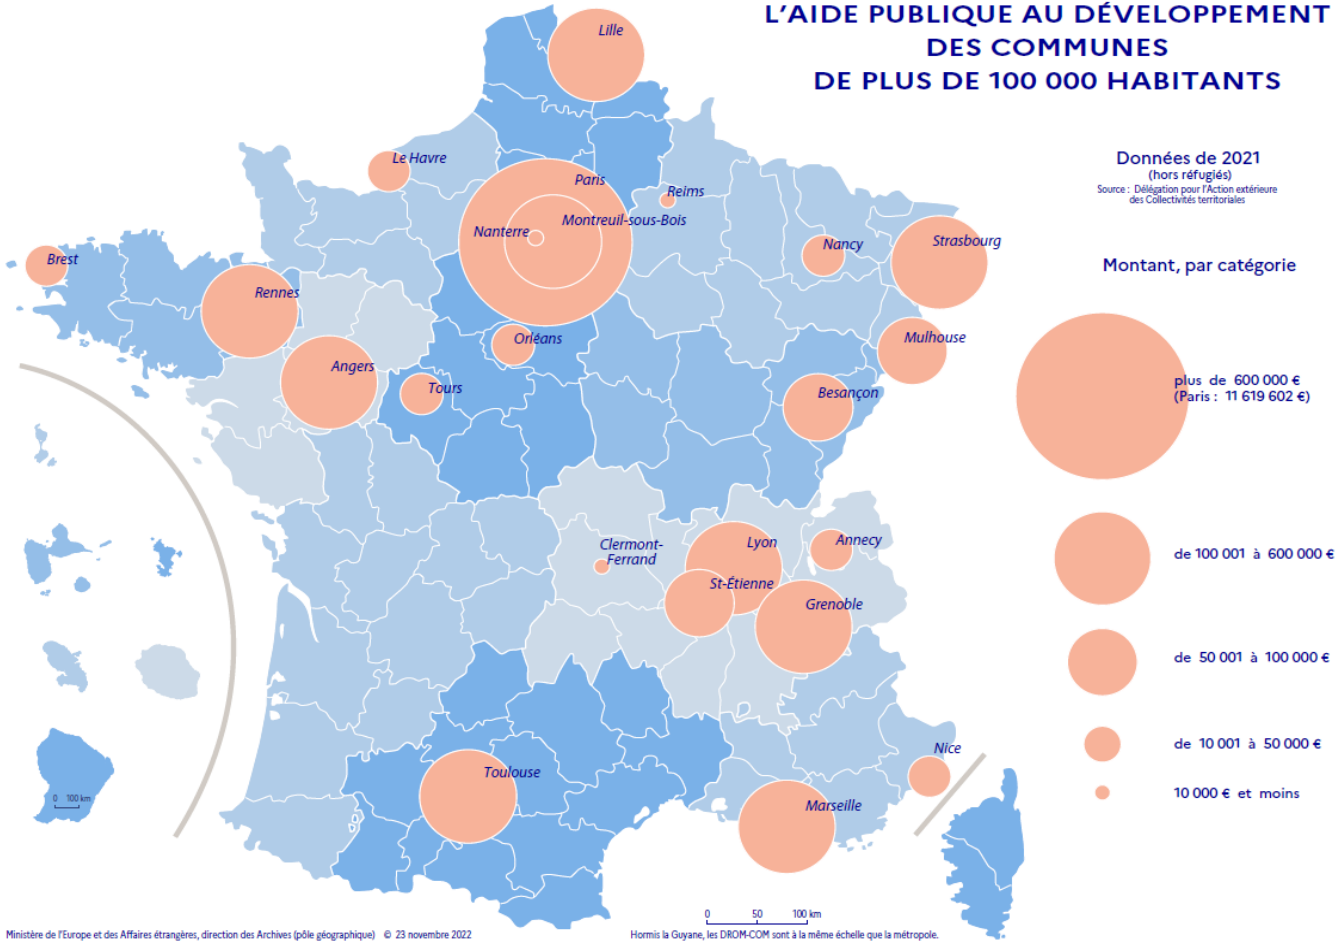 L'AIDE PUBLIQUE AU DÉVELOPPEMENT
DES COMMUNES
DE PLUS DE 100 000 HABITANTS
Données de 2021
(hors réfugiés)
Source : Délégation pour l'Action extérieure
des Collectivités territoriales
Montant, par catégorie
plus de 600 000 €
(Paris : 11 619 602 €)
de 100 001 à 600 000 €
de 50 001 à 100 000 €
de 10 001 à 50 000 €
10 000 € et moins
Lille
Le Havre
Paris
Reims
Montreuil-sous-Bois
Nanterre
Nancy
Strasbourg
Brest
Rennes
Orléans
Mulhouse
Angers
Tours
Besançon
Clermont-
Ferrand
Lyon
Annecy
St-Étienne
Grenoble
Nice
Toulouse
Marseille
0 100 km
0 50 100 km
Ministère de l'Europe et des Affaires étrangères, direction des Archives (pôle géographique) © 23 novembre 2022
Hormis la Guyane, les DROM-COM sont à la même échelle que la métropole.